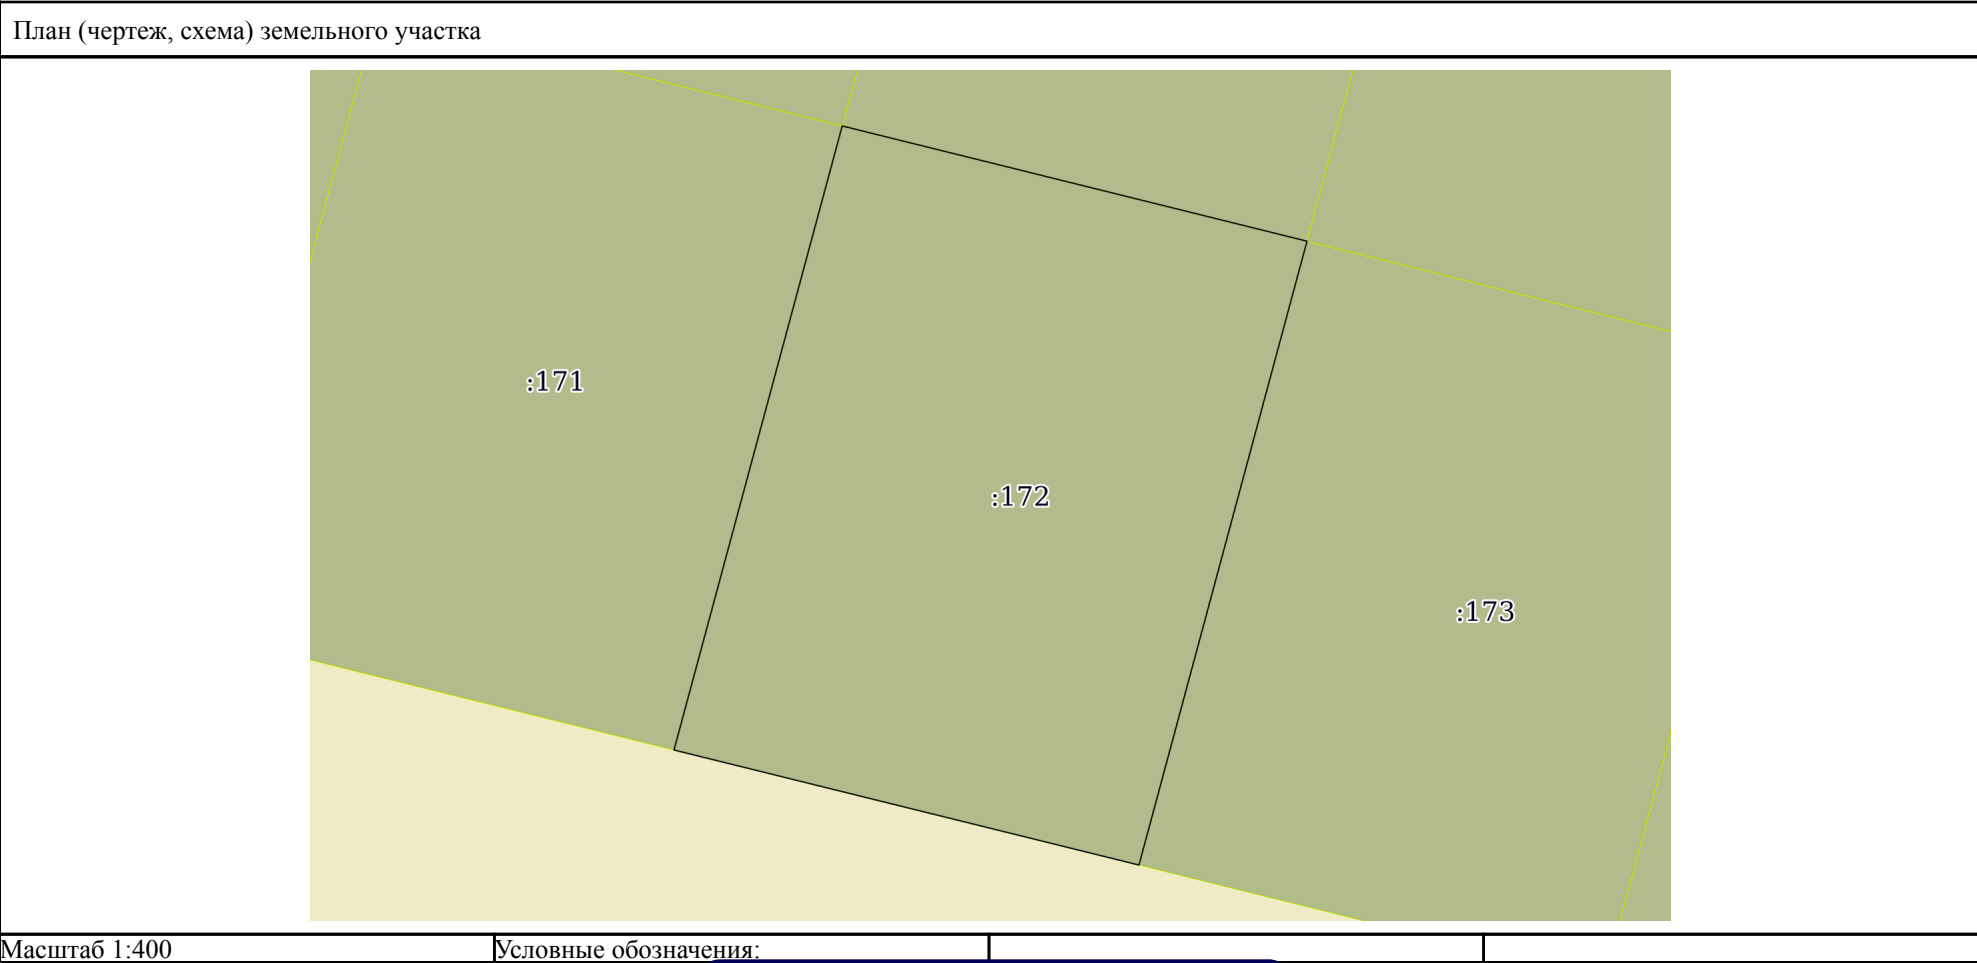 План (чертеж, схема) земельного участка
:171
:172
:173
Масштаб 1:400
Условные обозначения: